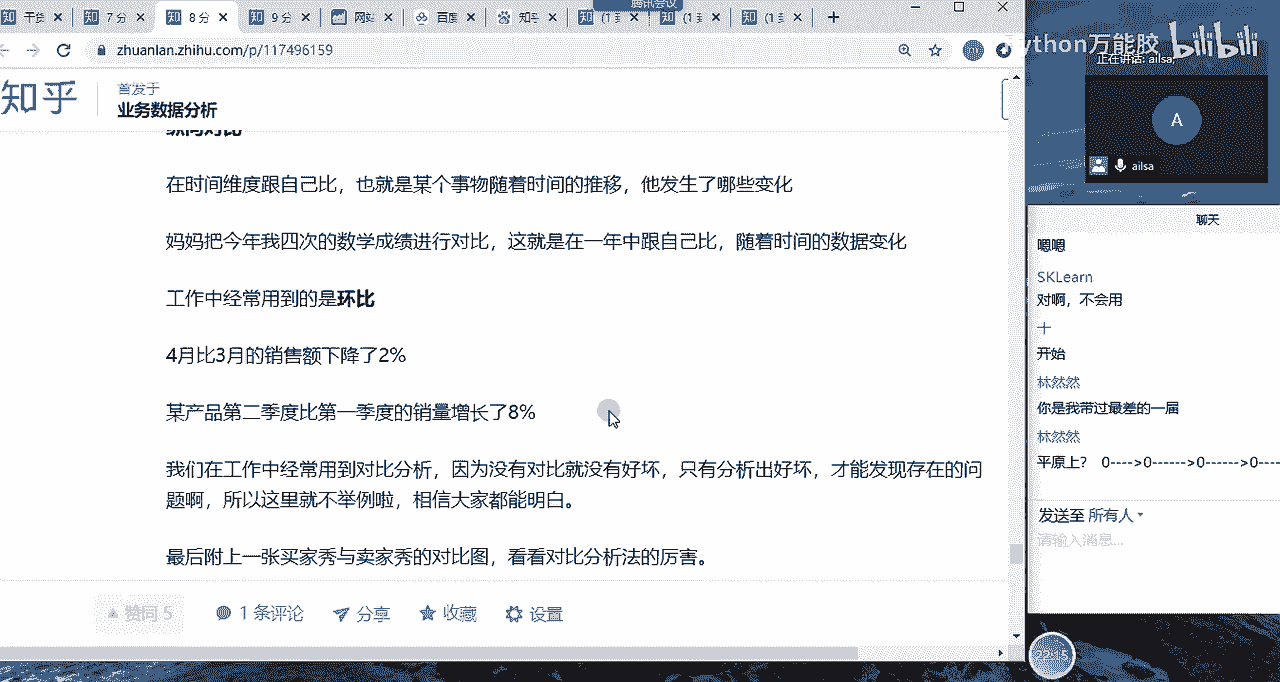 干货
7 分
8 分
9 分
网站
百度
知乎
(1 封
(1 封
(1 封
腾讯会议
zhuanlan.zhihu.com/p/117496159
知乎
首发于
业务数据分析
纵向对比
在时间维度跟自己比，也就是某个事物随着时间的推移，他发生了哪些变化
妈妈把今年我四次的数学成绩进行对比，这就是在一年中跟自己比，随着时间的数据变化
工作中经常用到的是环比
4月比3月的销售额下降了2%
某产品第二季度比第一季度的销量增长了8%
我们在工作中经常用到对比分析，因为没有对比就没有好坏，只有分析出好坏，才能发现存在的问
题啊，所以这里就不举例啦，相信大家都能明白。
最后附上一张买家秀与卖家秀的对比图，看看对比分析法的厉害。
赞同 5
1 条评论
分享
收藏
设置
ython万能胶 bilibili
正在讲话: ailsa
A
ailsa
聊天
嗯嗯
SKLearn
对啊，不会用
十
开始
林然然
你是我带过最差的一届
林然然
平原上？ 0---->0------>0------>0----
发送至 所有人
请输入消息...
22:15